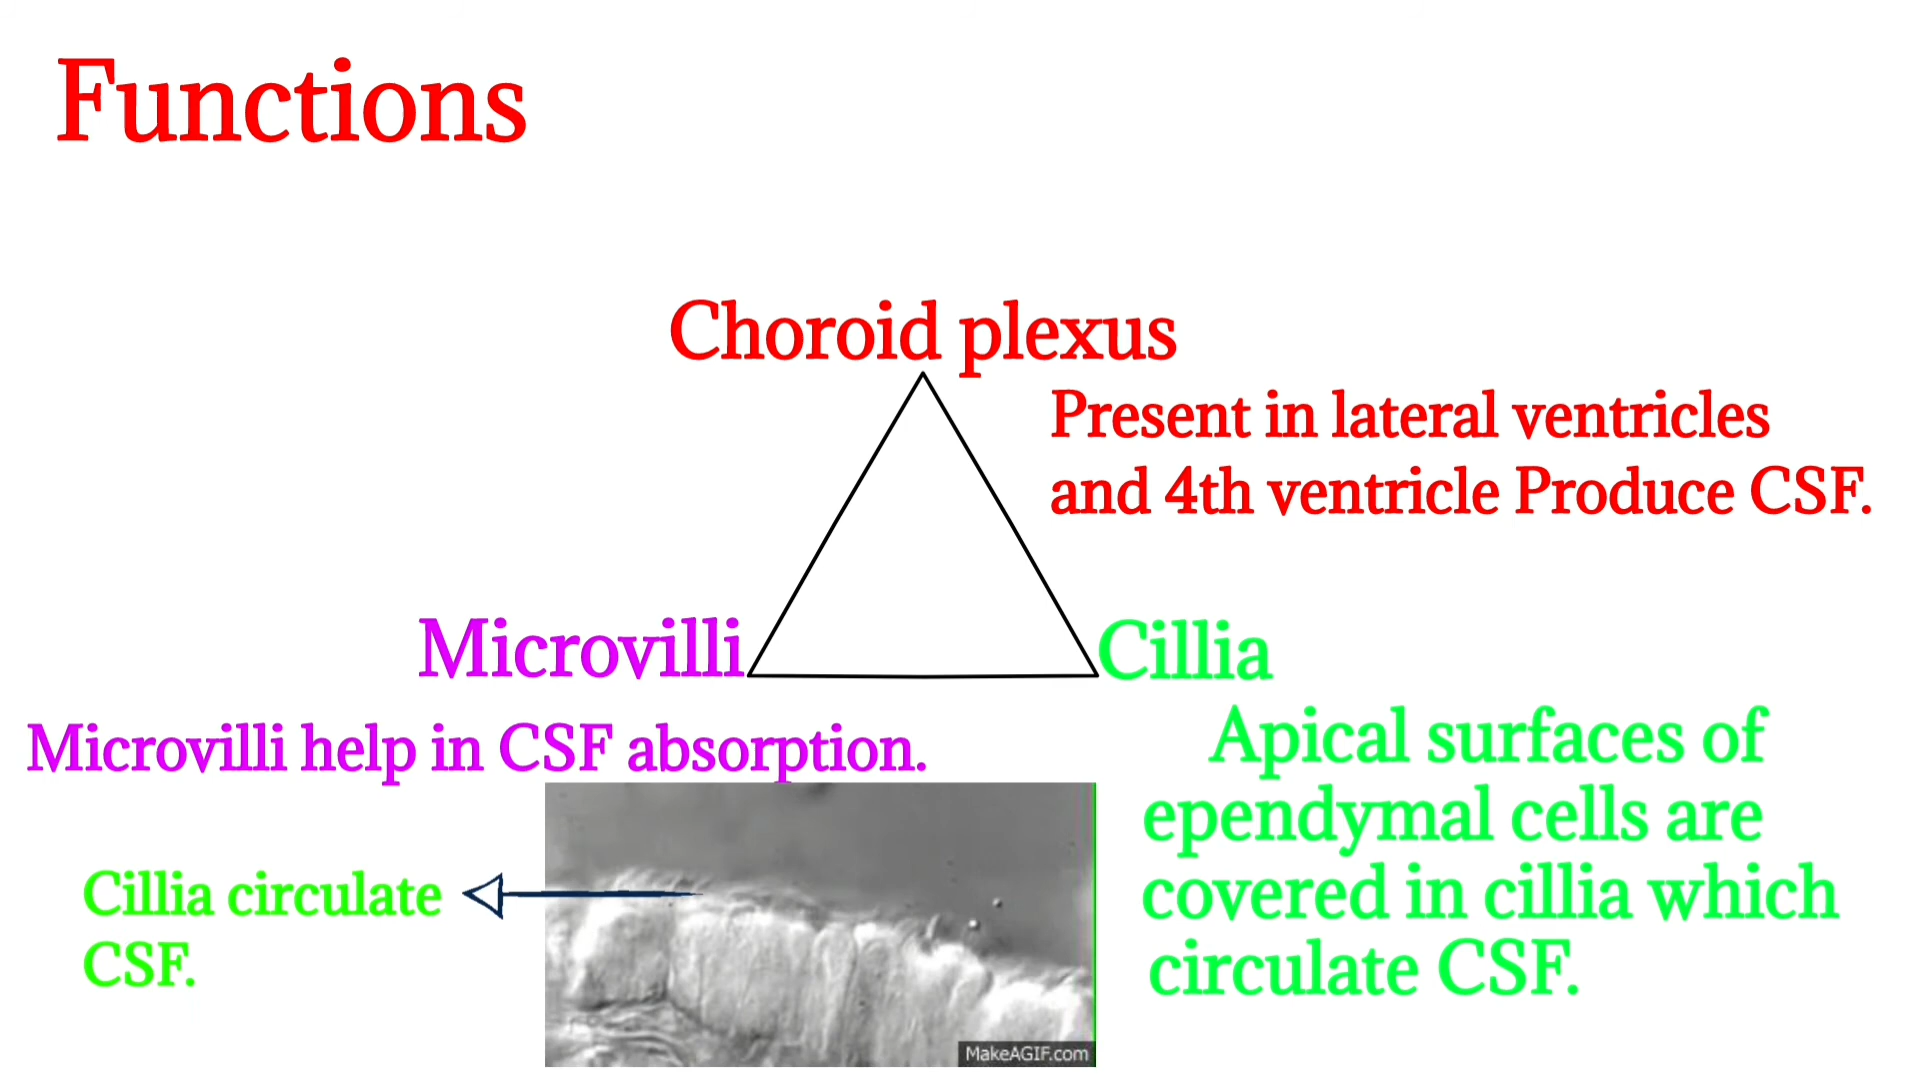 Functions
Choroid plexus
Present in lateral ventricles
and 4th ventricle Produce CSF.
Microvilli
Cillia
Microvilli help in CSF absorption.
Apical surfaces of
ependymal cells are
covered in cillia which
circulate CSF.
Cillia circulate
CSF.
MakeAGIF.com